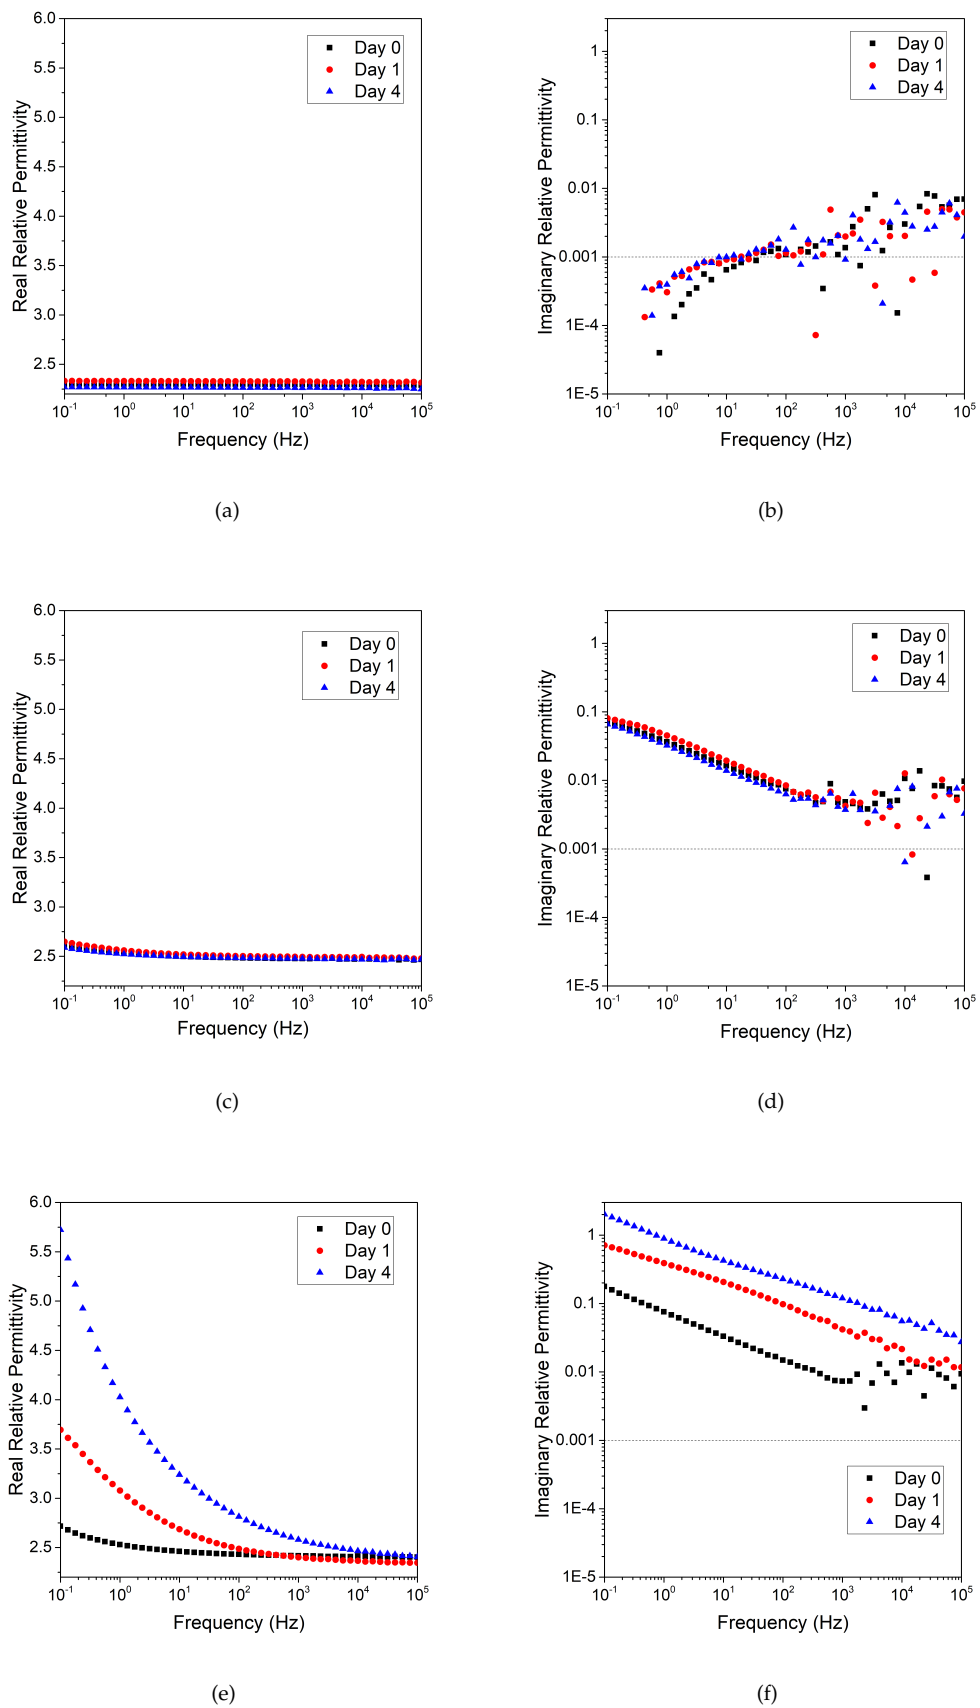 Real Relative Permittivity
6.0
5.5
5.0
4.5
4.0
3.5
3.0
2.5
Day 0
Day 1
Day 4
10-1 100 101 102 103 104 105
Frequency (Hz)
(a)
Imaginary Relative Permittivity
1
0.1
0.01
0.001
1E-4
1E-5
Day 0
Day 1
Day 4
10-1 100 101 102 103 104 105
Frequency (Hz)
(b)
Real Relative Permittivity
6.0
5.5
5.0
4.5
4.0
3.5
3.0
2.5
Day 0
Day 1
Day 4
10-1 100 101 102 103 104 105
Frequency (Hz)
(c)
Imaginary Relative Permittivity
1
0.1
0.01
0.001
1E-4
1E-5
Day 0
Day 1
Day 4
10-1 100 101 102 103 104 105
Frequency (Hz)
(d)
Real Relative Permittivity
6.0
5.5
5.0
4.5
4.0
3.5
3.0
2.5
Day 0
Day 1
Day 4
10-1 100 101 102 103 104 105
Frequency (Hz)
(e)
Imaginary Relative Permittivity
1
0.1
0.01
0.001
1E-4
1E-5
Day 0
Day 1
Day 4
10-1 100 101 102 103 104 105
Frequency (Hz)
(f)